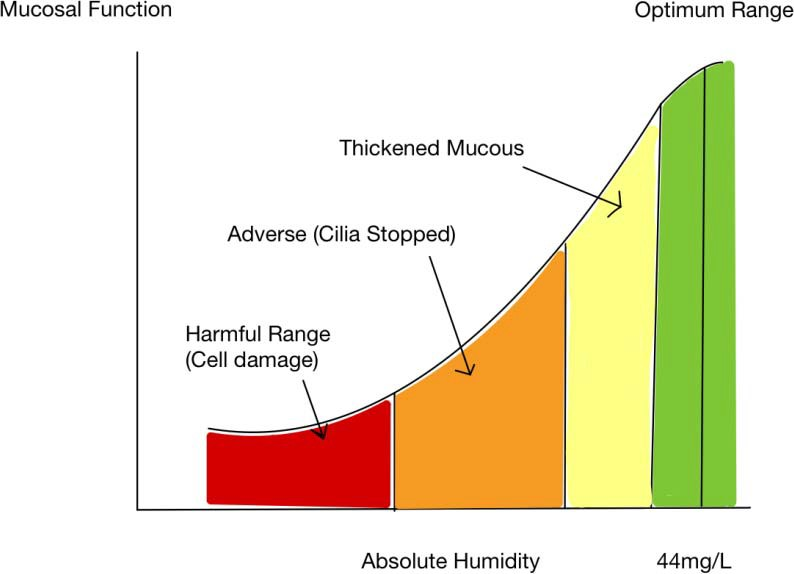 Mucosal Function
Optimum Range
Thickened Mucous
Adverse (Cilia Stopped)
Harmful Range
(Cell damage)
Absolute Humidity
44mg/L